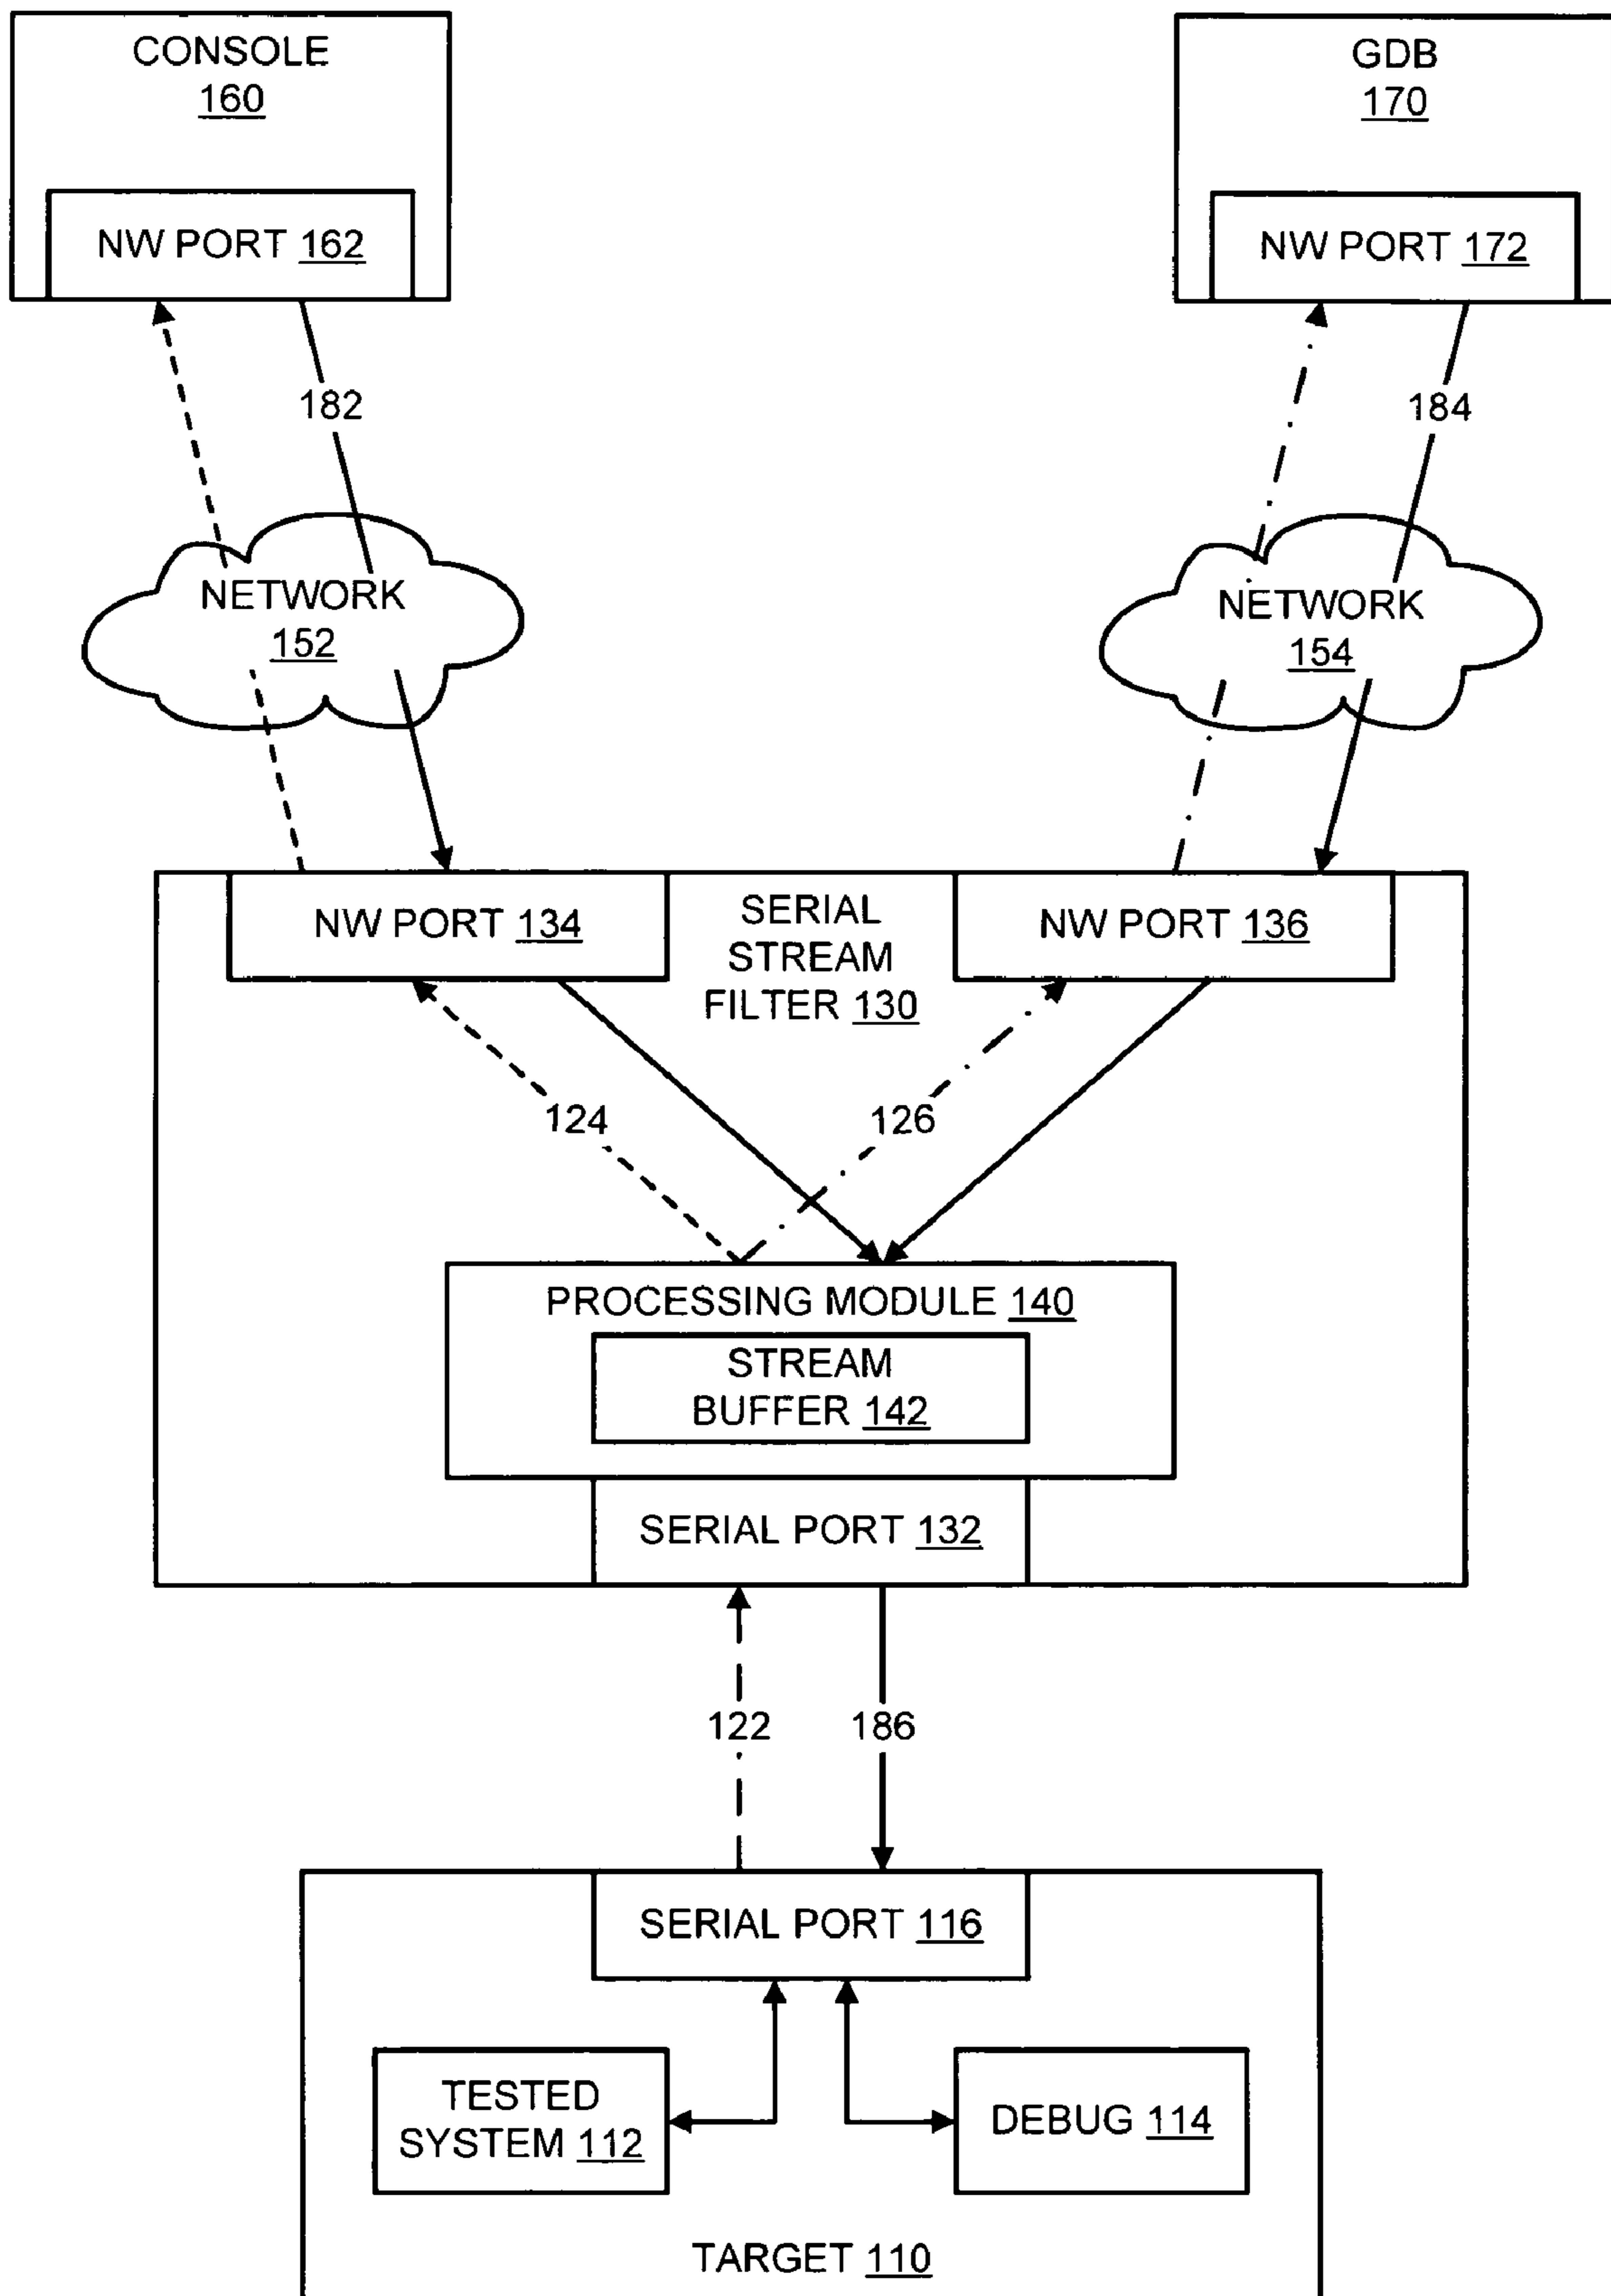 CONSOLE
160
GDB
170
NW PORT 162
NW PORT 172
182
184
NETWORK
152
NETWORK
154
NW PORT 134
SERIAL
STREAM
FILTER 130
NW PORT 136
124
126
PROCESSING MODULE 140
STREAM
BUFFER 142
SERIAL PORT 132
122
186
SERIAL PORT 116
TESTED
SYSTEM 112
DEBUG 114
TARGET 110